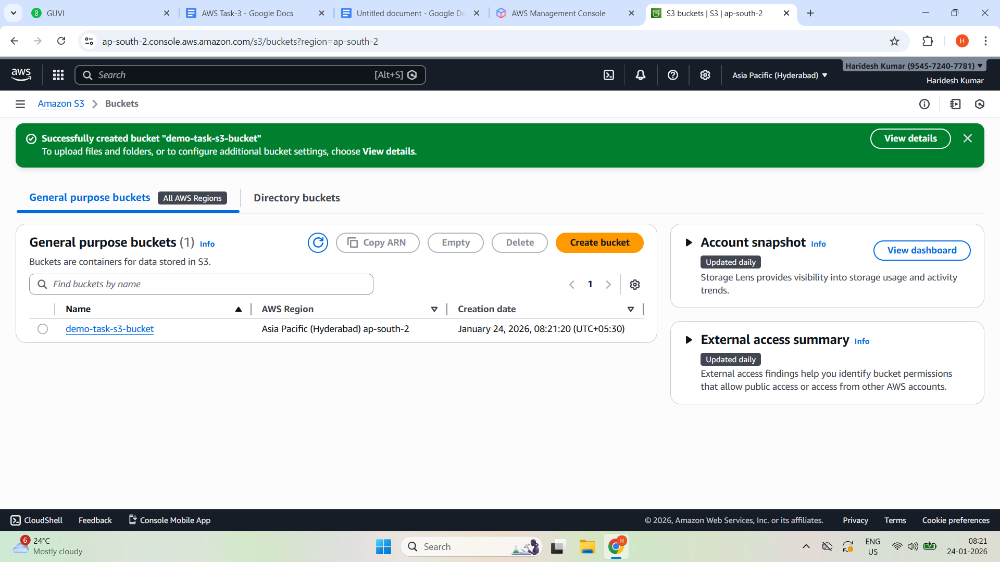 GUVI
AWS Task-3 - Google Docs
Untitled document - Google Do
AWS Management Console
S3 buckets | S3 | ap-south-2
ap-south-2.console.aws.amazon.com/s3/buckets?region=ap-south-2
H
aws
Search
[Alt+S]
Asia Pacific (Hyderabad)
Haridesh Kumar (9545-7240-7781)
Haridesh Kumar
Amazon S3
Buckets
Successfully created bucket "demo-task-s3-bucket"
To upload files and folders, or to configure additional bucket settings, choose View details.
View details
General purpose buckets
All AWS Regions
Directory buckets
General purpose buckets (1) Info
Copy ARN
Empty
Delete
Create bucket
Buckets are containers for data stored in S3.
Find buckets by name
1
Name
AWS Region
Creation date
demo-task-s3-bucket
Asia Pacific (Hyderabad) ap-south-2
January 24, 2026, 08:21:20 (UTC+05:30)
Account snapshot Info
View dashboard
Updated daily
Storage Lens provides visibility into storage usage and activity
trends.
External access summary Info
Updated daily
External access findings help you identify bucket permissions
that allow public access or access from other AWS accounts.
CloudShell
Feedback
Console Mobile App
© 2026, Amazon Web Services, Inc. or its affiliates.
Privacy
Terms
Cookie preferences
6
24°C
Mostly cloudy
Search
H
ENG
US
08:21
24-01-2026